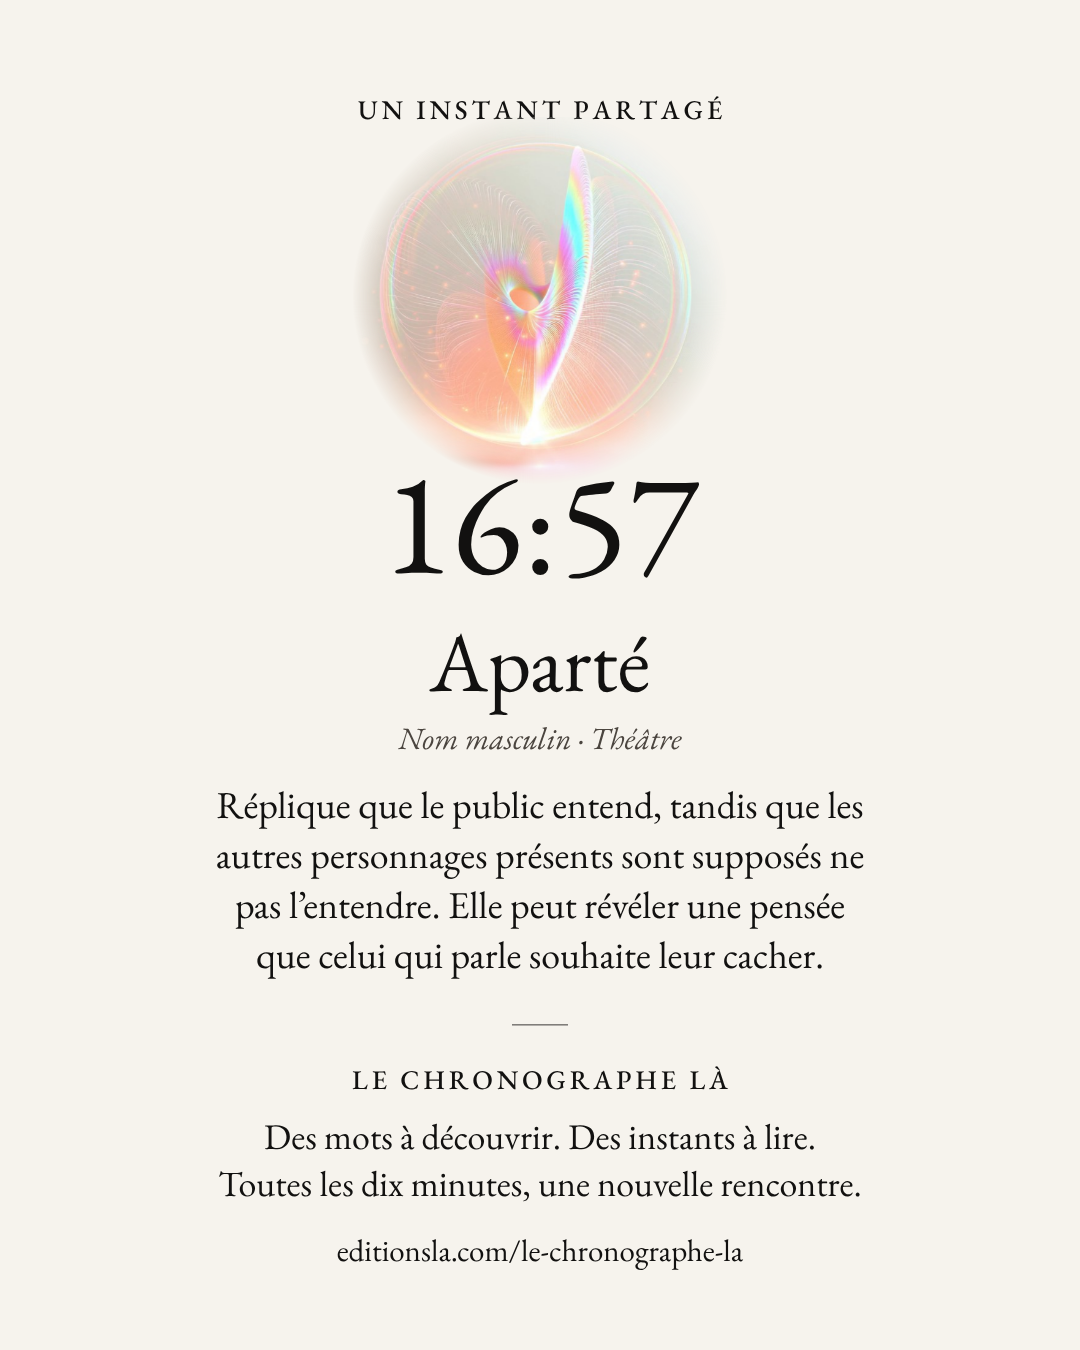 UN INSTANT PARTAGÉ
16:57
Aparté
Nom masculin · Théâtre
Réplique que le public entend, tandis que les
autres personnages présents sont supposés ne
pas l’entendre. Elle peut révéler une pensée
que celui qui parle souhaite leur cacher.
LE CHRONOGRAPHE LÀ
Des mots à découvrir. Des instants à lire.
Toutes les dix minutes, une nouvelle rencontre.
editionsla.com/le-chronographe-la